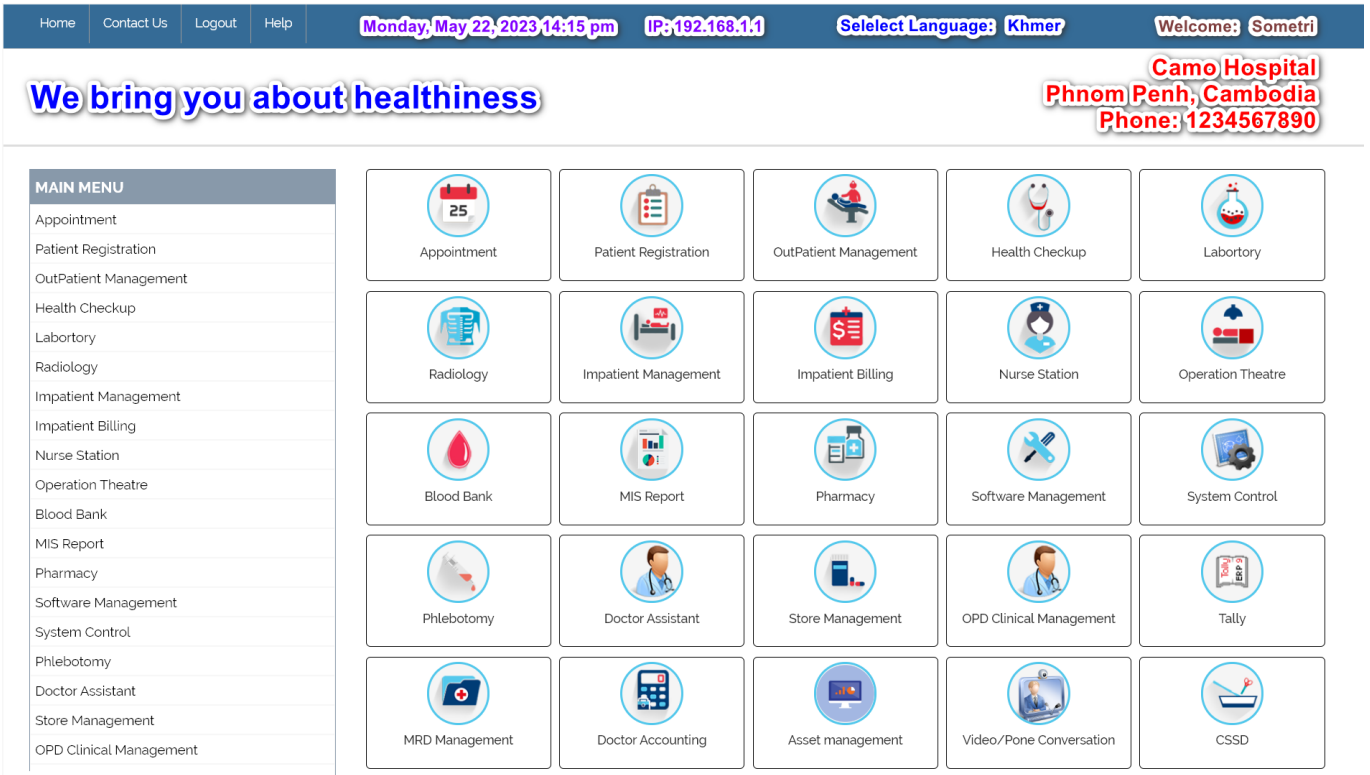 Home Contact Us Logout Help Monday, May 22, 2023 14:15 pm IP: 192.168.1.1 Selelect Language: Khmer Welcome: Sometri
We bring you about healthiness
Camo Hospital
Phnom Penh, Cambodia
Phone: 1234567890
MAIN MENU
Appointment
Patient Registration
OutPatient Management
Health Checkup
Labortory
Radiology
Impatient Management
Impatient Billing
Nurse Station
Operation Theatre
Blood Bank
MIS Report
Pharmacy
Software Management
System Control
Phlebotomy
Doctor Assistant
Store Management
OPD Clinical Management
25
Appointment Patient Registration OutPatient Management Health Checkup Labortory
Radiology Impatient Management Impatient Billing Nurse Station Operation Theatre
Blood Bank MIS Report Pharmacy Software Management System Control
Tally ERP 9
Phlebotomy Doctor Assistant Store Management OPD Clinical Management Tally
MRD Management Doctor Accounting Asset management Video/Pone Conversation CSSD